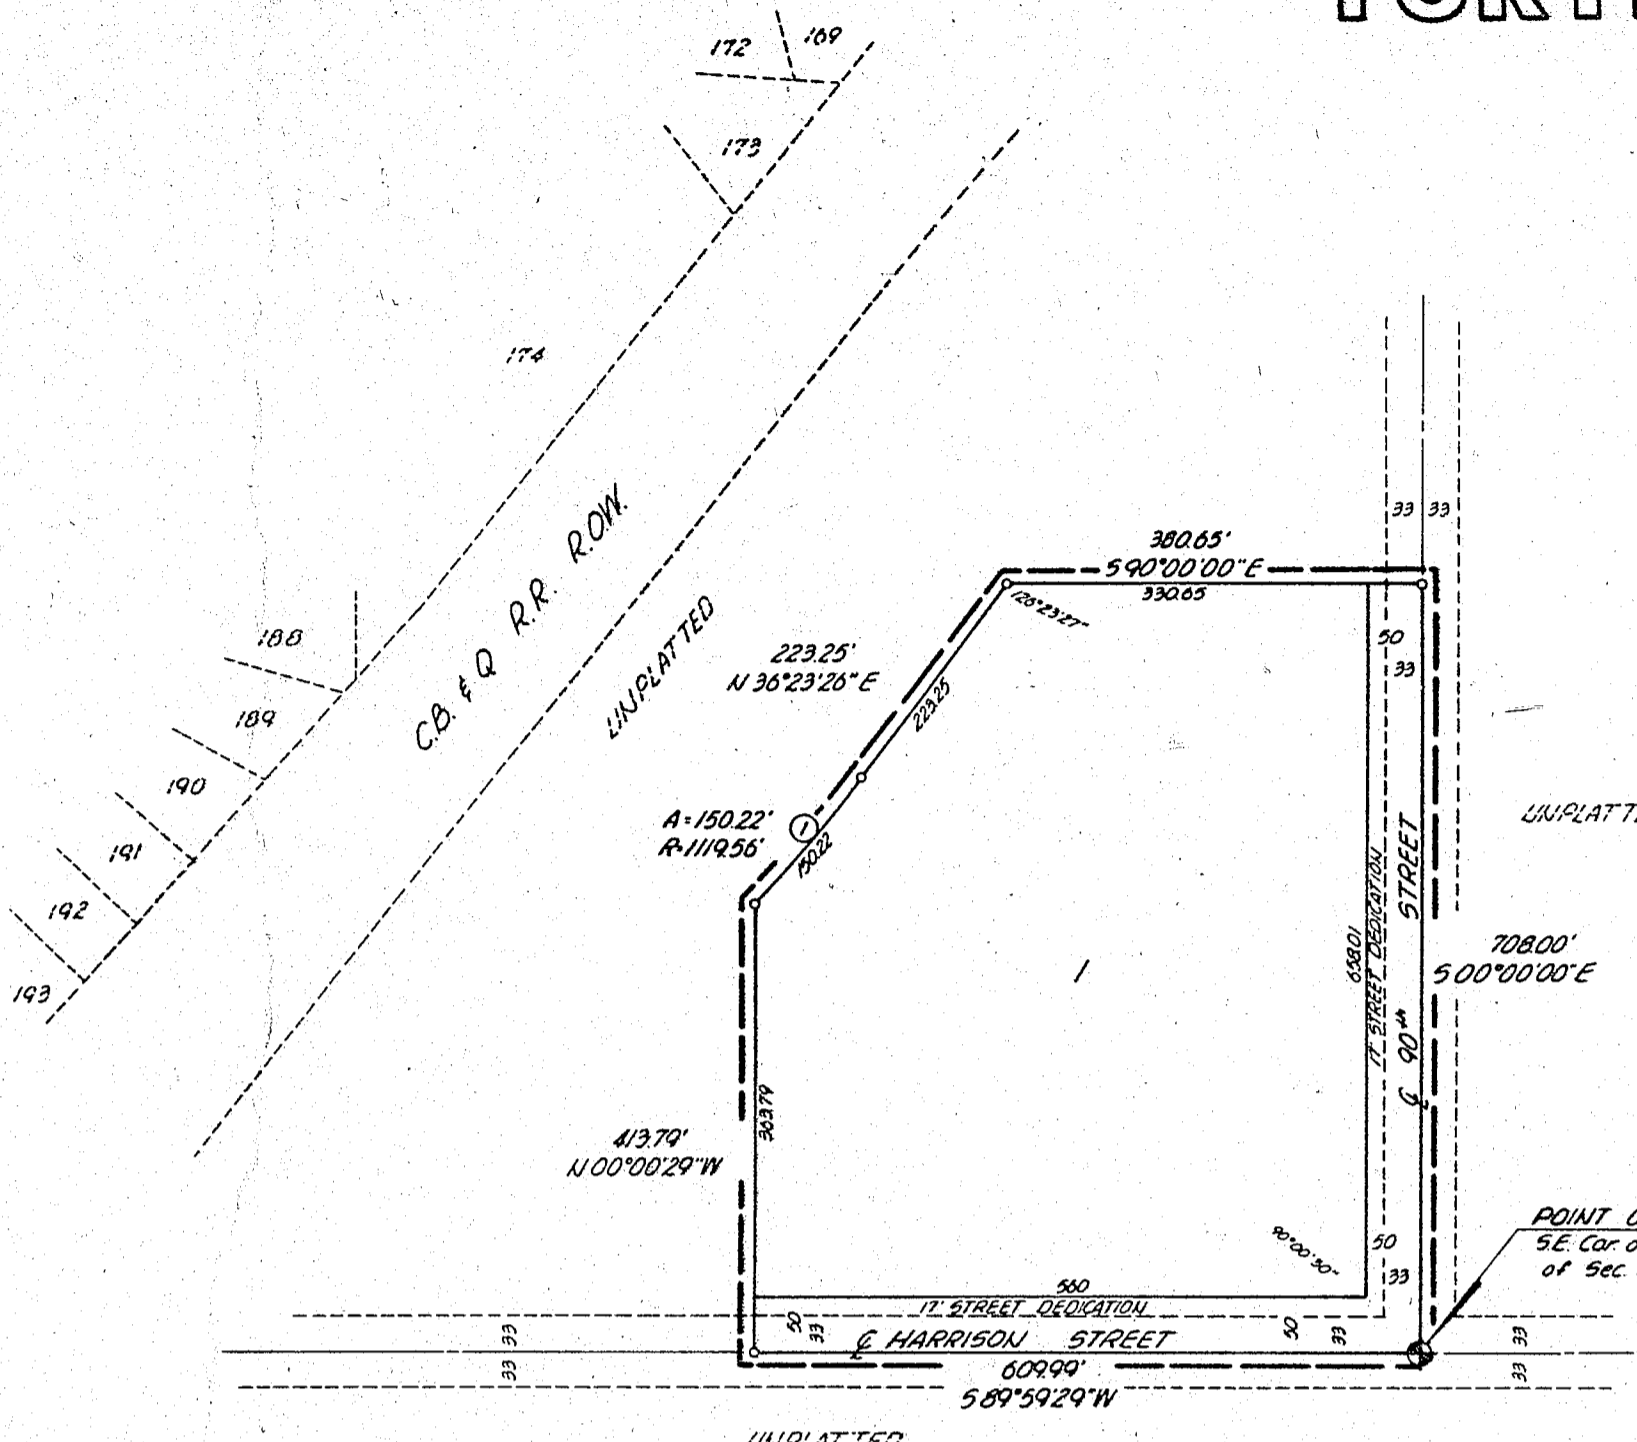 172
169
173
174
33
33
380.65'
S 90°00'00" E
330.65
126°23'27"
50
33
C.B. & Q R.R. R.O.W.
UNPLATTED
188
189
190
191
192
193
223.25'
N 36°23'26" E
223.25
A=150.22'
R=1119.56'
1
150.22
STREET
℄ 90th
17' STREET DEDICATION
658.01
708.00'
S 00°00'00" E
1
363.79
413.79'
N 00°00'29" W
POINT
S.E. Cor.
of Sec.
90°00'30"
50
33
560
17' STREET DEDICATION
33
33
50
33
℄ HARRISON STREET
50
33
33
33
609.99'
S 89°59'29" W
UNPLATTED